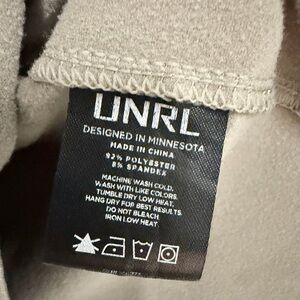 UNRL
DESIGNED IN MINNESOTA
MADE IN CHINA
92% POLYESTER
8% SPANDEX
MACHINE WASH COLD.
WASH WITH LIKE COLORS.
TUMBLE DRY LOW HEAT.
HANG DRY FOR BEST RESULTS.
DO NOT BLEACH.
IRON LOW HEAT.